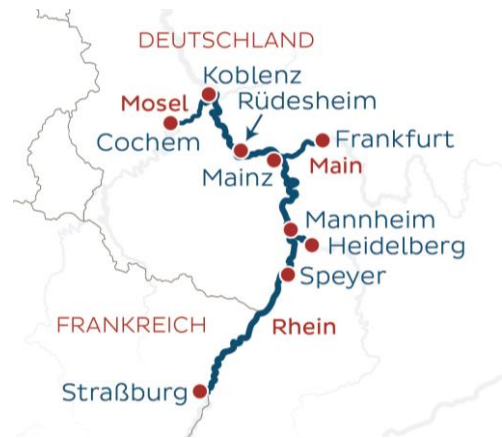 DEUTSCHLAND
Koblenz
Mosel
Rüdesheim
Cochem
Frankfurt
Mainz
Main
Mannheim
Heidelberg
Speyer
FRANKREICH
Rhein
Straßburg